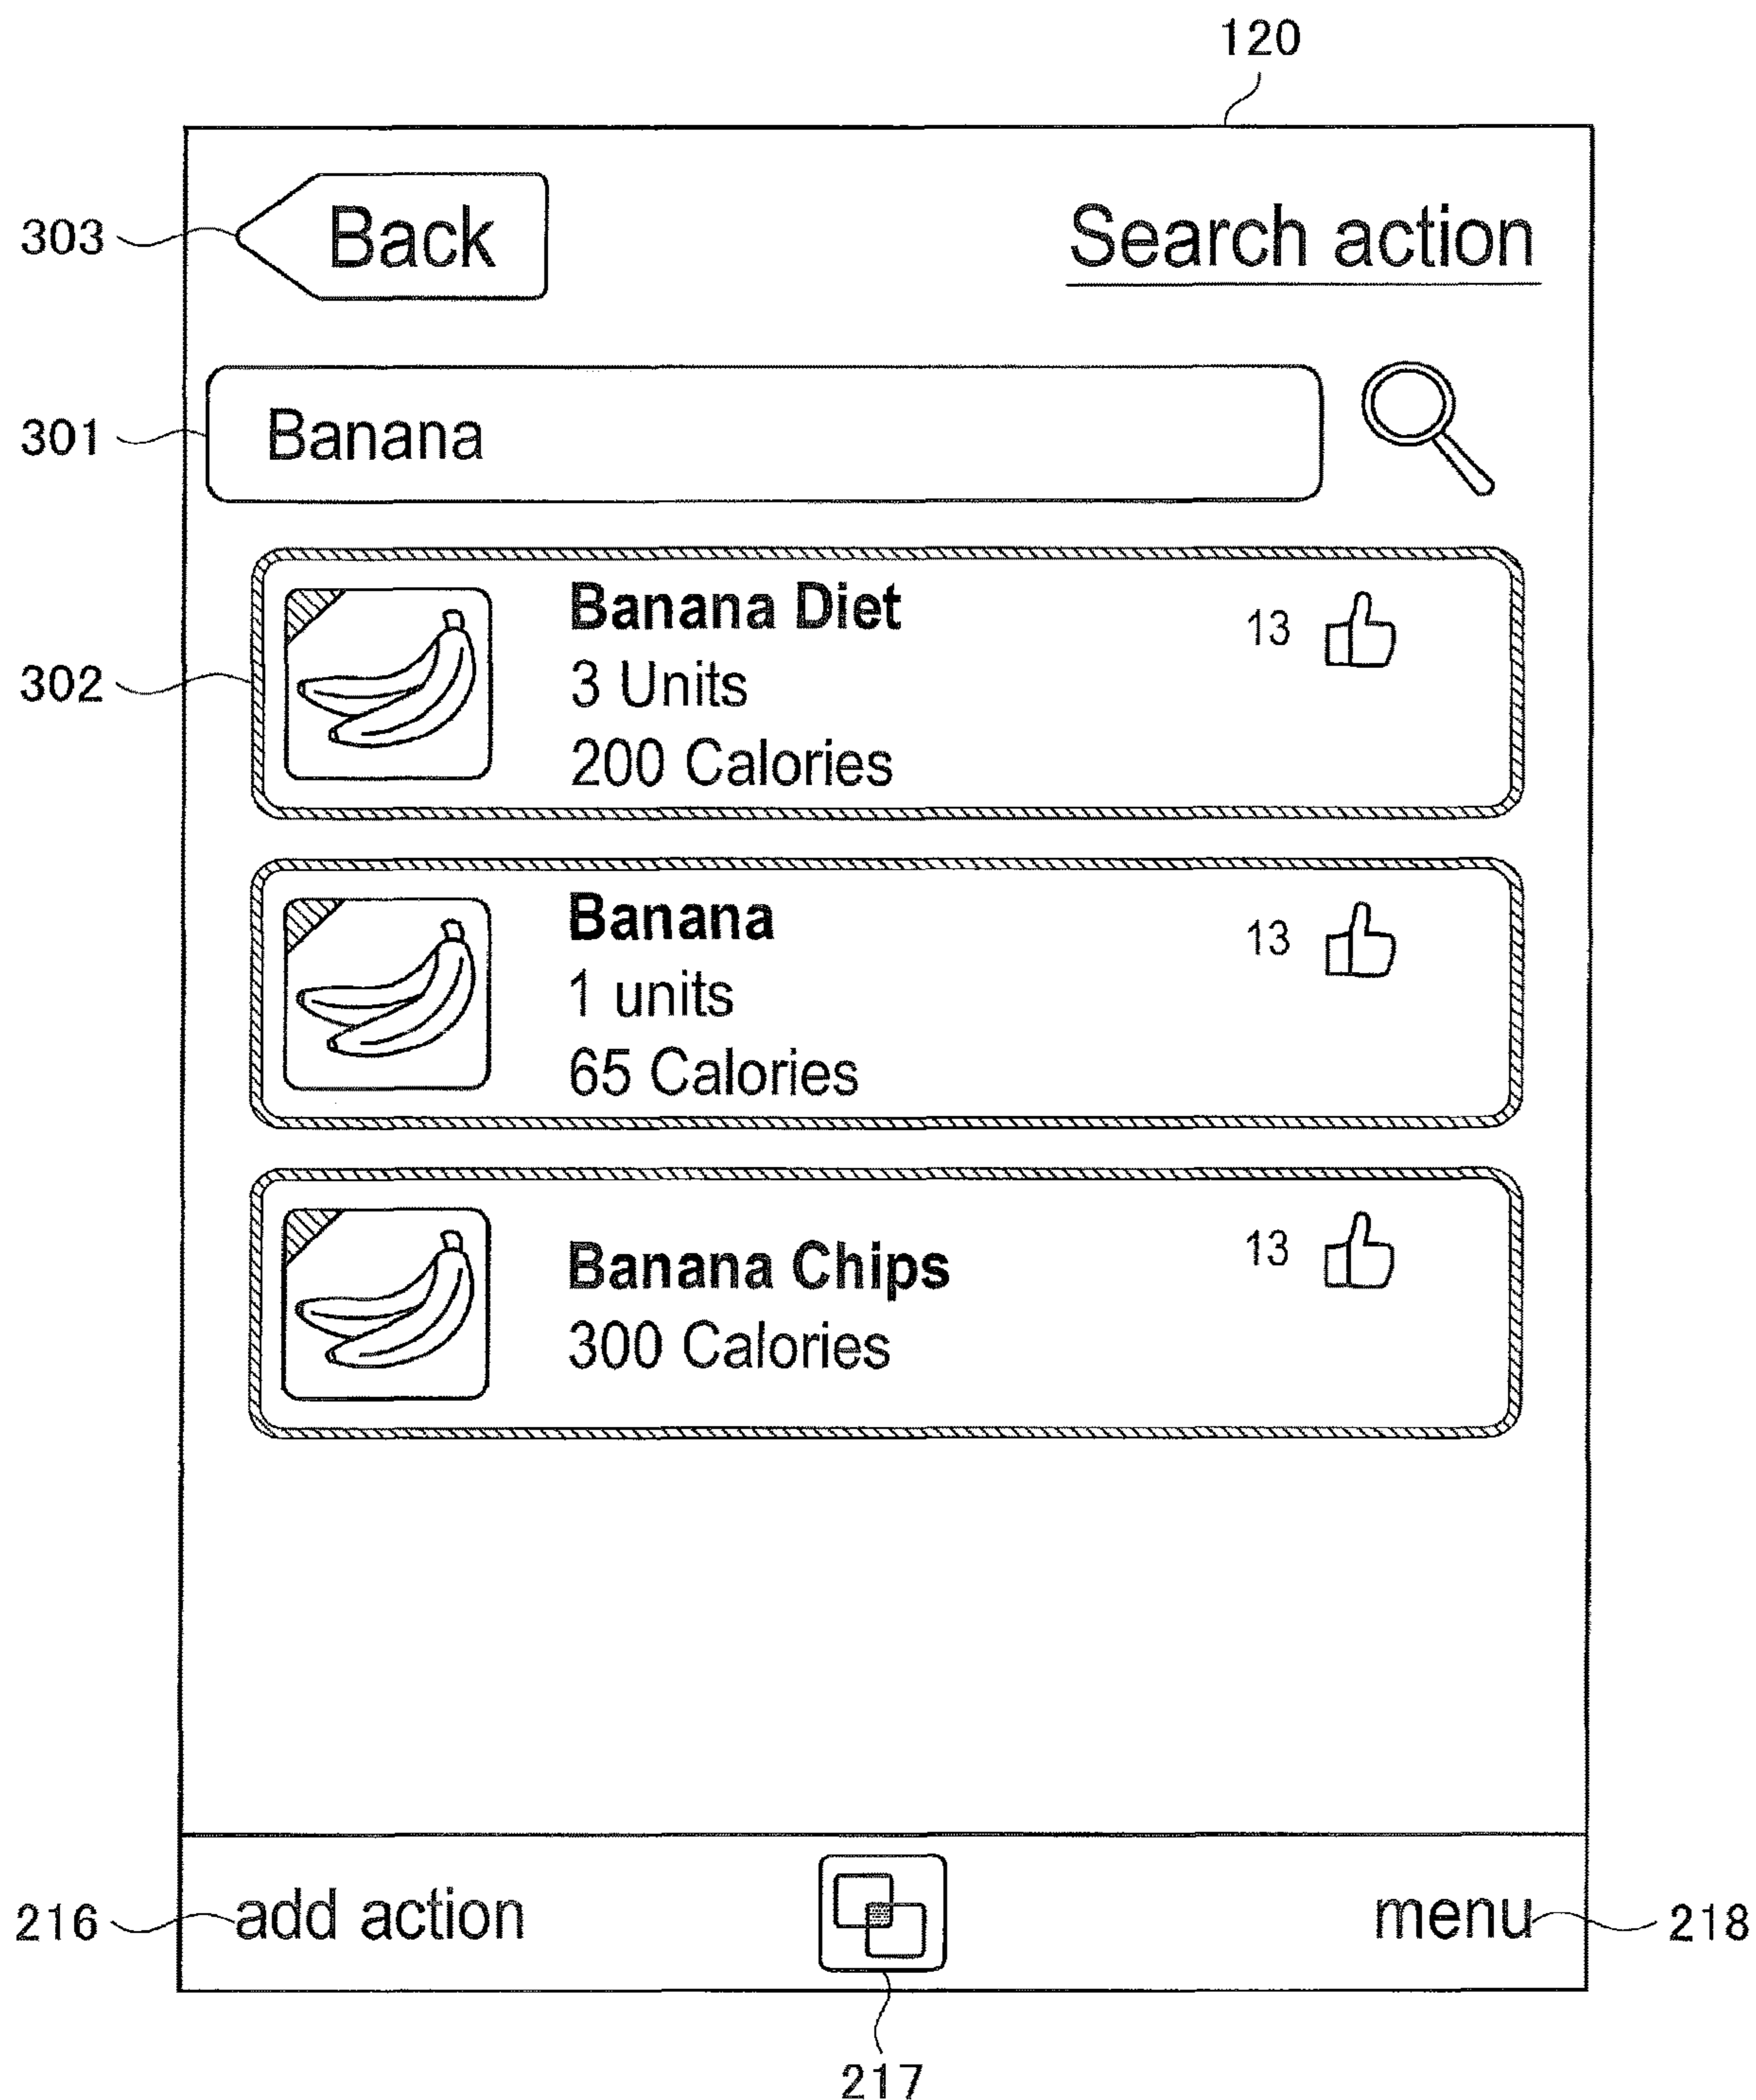 120
303
Back
Search action
301
Banana
302
Banana Diet
13
3 Units
200 Calories
Banana
13
1 units
65 Calories
Banana Chips
13
300 Calories
216
add action
menu
218
217